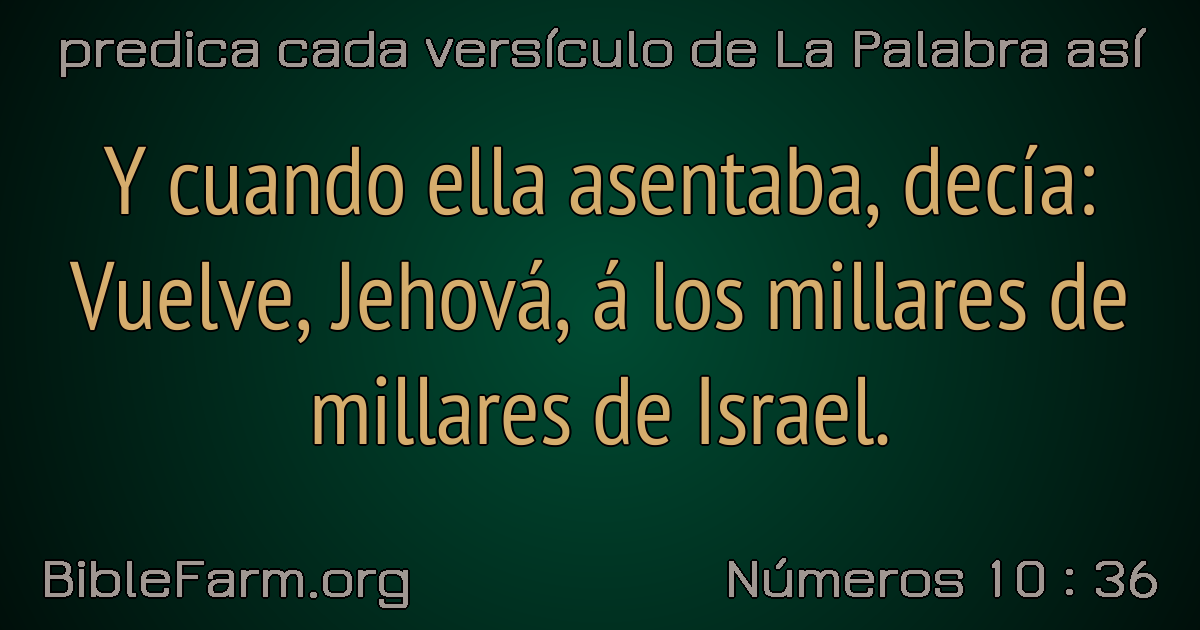 predica cada versículo de La Palabra así
Y cuando ella asentaba, decía:
Vuelve, Jehová, á los millares de
millares de Israel.
BibleFarm.org
Números 10 : 36